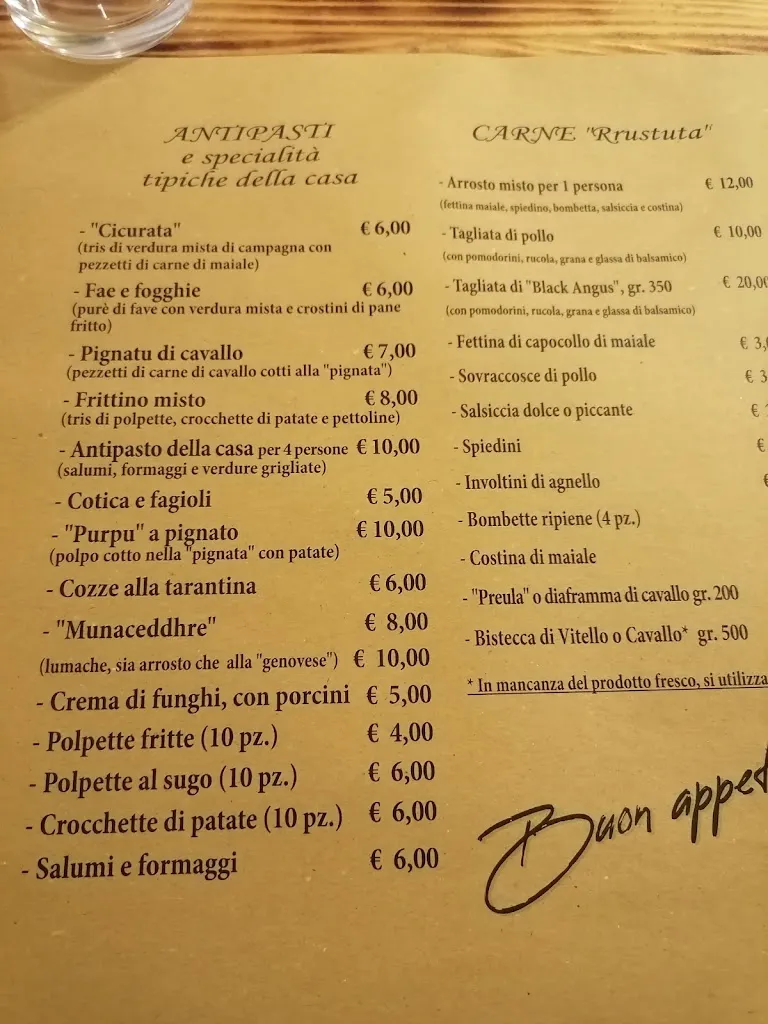 ANTIPASTI
e specialità
tipiche della casa
- "Cicurata" € 6,00
(tris di verdura mista di campagna con
pezzetti di carne di maiale)
- Fae e fogghie € 6,00
(purè di fave con verdura mista e crostini di pane
fritto)
- Pignatu di cavallo € 7,00
(pezzetti di carne di cavallo cotti alla "pignata")
- Frittino misto € 8,00
(tris di polpette, crocchette di patate e pettoline)
- Antipasto della casa per 4 persone € 10,00
(salumi, formaggi e verdure grigliate)
- Cotica e fagioli € 5,00
- "Purpu" a pignato € 10,00
(polpo cotto nella "pignata" con patate)
- Cozze alla tarantina € 6,00
- "Munaceddhre" € 8,00
(lumache, sia arrosto che alla "genovese") € 10,00
- Crema di funghi, con porcini € 5,00
- Polpette fritte (10 pz.) € 4,00
- Polpette al sugo (10 pz.) € 6,00
- Crocchette di patate (10 pz.) € 6,00
- Salumi e formaggi € 6,00
CARNE "Rrustuta"
- Arrosto misto per 1 persona € 12,00
(fettina maiale, spiedino, bombetta, salsiccia e costina)
- Tagliata di pollo € 10,00
(con pomodorini, rucola, grana e glassa di balsamico)
- Tagliata di "Black Angus", gr. 350 € 20,00
(con pomodorini, rucola, grana e glassa di balsamico)
- Fettina di capocollo di maiale € 3,
- Sovraccosce di pollo € 3
- Salsiccia dolce o piccante €
- Spiedini €
- Involtini di agnello
- Bombette ripiene (4 pz.)
- Costina di maiale
- "Preula" o diaframma di cavallo gr. 200
- Bistecca di Vitello o Cavallo* gr. 500
* In mancanza del prodotto fresco, si utilizza
Buon appet